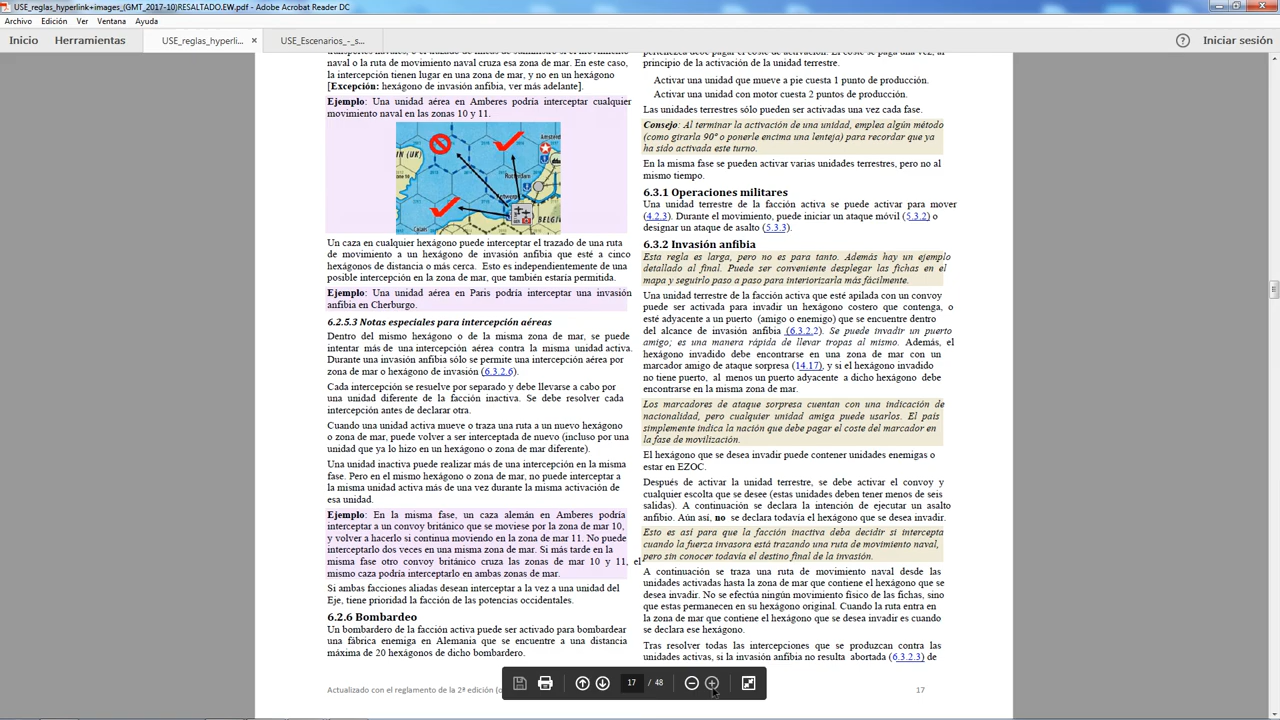 USE_reglas_hyperlink+images_(GMT_2017-10)RESALTADO.EW.pdf - Adobe Acrobat Reader DC
Archivo Edición Ver Ventana Ayuda
Inicio Herramientas USE_reglas_hyperli... × USE_Escenarios_-_s... Iniciar sesión
naval o la ruta de movimiento naval cruza esa zona de mar. En este caso,
la intercepción tienen lugar en una zona de mar, y no en un hexágono
[Excepción: hexágono de invasión anfibia, ver más adelante].
Ejemplo: Una unidad aérea en Amberes podría interceptar cualquier
movimiento naval en las zonas 10 y 11.
IN (UK)
Rotterdam
BELGI
Calais
Un caza en cualquier hexágono puede interceptar el trazado de una ruta
de movimiento a un hexágono de invasión anfibia que esté a cinco
hexágonos de distancia o más cerca. Esto es independientemente de una
posible intercepción en la zona de mar, que también estaría permitida.
Ejemplo: Una unidad aérea en Paris podría interceptar una invasión
anfibia en Cherburgo.
6.2.5.3 Notas especiales para intercepción aéreas
Dentro del mismo hexágono o de la misma zona de mar, se puede
intentar más de una intercepción aérea contra la misma unidad activa.
Durante una invasión anfibia sólo se permite una intercepción aérea por
zona de mar o hexágono de invasión (6.3.2.6).
Cada intercepción se resuelve por separado y debe llevarse a cabo por
una unidad diferente de la facción inactiva. Se debe resolver cada
intercepción antes de declarar otra.
Cuando una unidad activa mueve o traza una ruta a un nuevo hexágono
o zona de mar, puede volver a ser interceptada de nuevo (incluso por una
unidad que ya lo hizo en un hexágono o zona de mar diferente).
Una unidad inactiva puede realizar más de una intercepción en la misma
fase. Pero en el mismo hexágono o zona de mar, no puede interceptar a
la misma unidad activa más de una vez durante la misma activación de
esa unidad.
Ejemplo: En la misma fase, un caza alemán en Amberes podría
interceptar a un convoy británico que se moviese por la zona de mar 10,
y volver a hacerlo si continua moviendo en la zona de mar 11. No puede
interceptarlo dos veces en una misma zona de mar. Si más tarde en la
misma fase otro convoy británico cruza las zonas de mar 10 y 11, el
mismo caza podría interceptarlo en ambas zonas de mar.
Si ambas facciones aliadas desean interceptar a la vez a una unidad del
Eje, tiene prioridad la facción de las potencias occidentales.
6.2.6 Bombardeo
Un bombardero de la facción activa puede ser activado para bombardear
una fábrica enemiga en Alemania que se encuentre a una distancia
máxima de 20 hexágonos de dicho bombardero.
principio de la activación de la unidad terrestre.
Activar una unidad que mueve a pie cuesta 1 punto de producción.
Activar una unidad con motor cuesta 2 puntos de producción.
Las unidades terrestres sólo pueden ser activadas una vez cada fase.
Consejo: Al terminar la activación de una unidad, emplea algún método
(como girarla 90º o ponerle encima una lenteja) para recordar que ya
ha sido activada este turno.
En la misma fase se pueden activar varias unidades terrestres, pero no al
mismo tiempo.
6.3.1 Operaciones militares
Una unidad terrestre de la facción activa se puede activar para mover
(4.2.3). Durante el movimiento, puede iniciar un ataque móvil (5.3.2) o
designar un ataque de asalto (5.3.3).
6.3.2 Invasión anfibia
Esta regla es larga, pero no es para tanto. Además hay un ejemplo
detallado al final. Puede ser conveniente desplegar las fichas en el
mapa y seguirlo paso a paso para interiorizarla más fácilmente.
Una unidad terrestre de la facción activa que esté apilada con un convoy
puede ser activada para invadir un hexágono costero que contenga, o
esté adyacente a un puerto (amigo o enemigo) que se encuentre dentro
del alcance de invasión anfibia (6.3.2.2). Se puede invadir un puerto
amigo; es una manera rápida de llevar tropas al mismo. Además, el
hexágono invadido debe encontrarse en una zona de mar con un
marcador amigo de ataque sorpresa (14.17), y si el hexágono invadido
no tiene puerto, al menos un puerto adyacente a dicho hexágono debe
encontrarse en la misma zona de mar.
Los marcadores de ataque sorpresa cuentan con una indicación de
nacionalidad, pero cualquier unidad amiga puede usarlos. El país
simplemente indica la nación que debe pagar el coste del marcador en
la fase de movilización.
El hexágono que se desea invadir puede contener unidades enemigas o
estar en EZOC.
Después de activar la unidad terrestre, se debe activar el convoy y
cualquier escolta que se desee (estas unidades deben tener menos de seis
salidas). A continuación se declara la intención de ejecutar un asalto
anfibio. Aún así, no se declara todavía el hexágono que se desea invadir.
Esto es así para que la facción inactiva deba decidir si intercepta
cuando la fuerza invasora está trazando una ruta de movimiento naval,
pero sin conocer todavía el destino final de la invasión.
A continuación se traza una ruta de movimiento naval desde las
unidades activadas hasta la zona de mar que contiene el hexágono que se
desea invadir. No se efectúa ningún movimiento físico de las fichas, sino
que estas permanecen en su hexágono original. Cuando la ruta entra en
la zona de mar que contiene el hexágono que se desea invadir es cuando
se declara ese hexágono.
Tras resolver todas las intercepciones que se produzcan contra las
unidades activas, si la invasión anfibia no resulta abortada (6.3.2.3) de
17 / 48
Actualizado con el reglamento de la 2ª edición (o
17